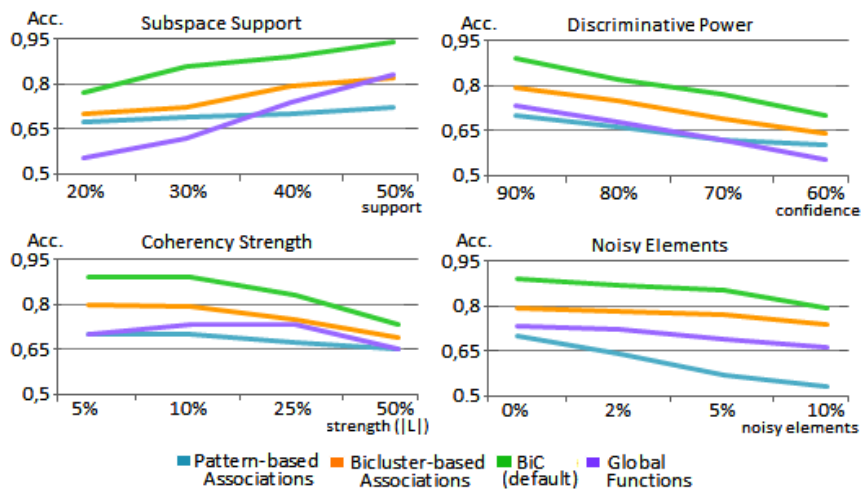 Acc.
Subspace Support
0,95
0,8
0,65
0,5
20% 30% 40% 50%
support
Acc.
Discriminative Power
0,95
0,8
0,65
0,5
90% 80% 70% 60%
confidence
Acc.
Coherency Strength
0,95
0,8
0,65
0,5
5% 10% 25% 50%
strength (|L|)
Acc.
Noisy Elements
0,95
0,8
0,65
0.5
0% 2% 5% 10%
noisy elements
Pattern-based Associations
Bicluster-based Associations
BiC (default)
Global Functions